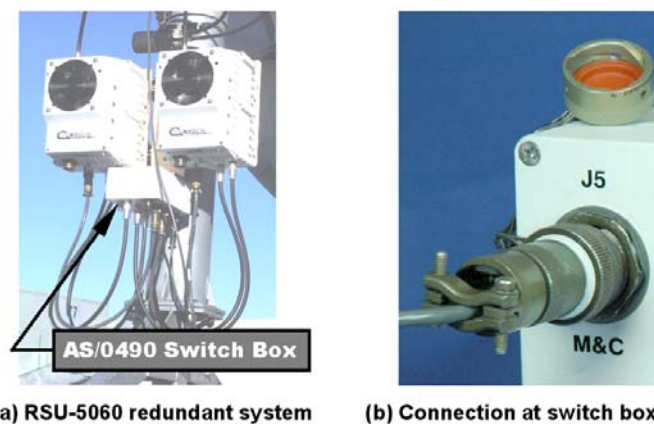 AS/0490 Switch Box
J5
M&C
a) RSU-5060 redundant system
(b) Connection at switch box